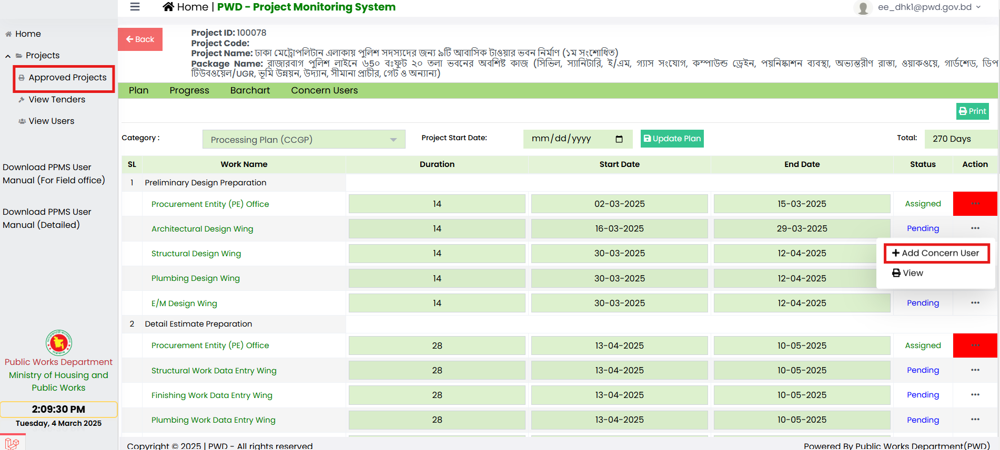 Home | PWD - Project Monitoring System
ee_dhk1@pwd.gov.bd
Home
Projects
Approved Projects
View Tenders
View Users
Download PPMS User
Manual (For Field office)
Download PPMS User
Manual (Detailed)
Public Works Department
Ministry of Housing and
Public Works
2:09:30 PM
Tuesday, 4 March 2025
Back
Project ID: 100078
Project Code:
Project Name: ঢাকা মেট্রোপলিটান এলাকায় পুলিশ সদস্যদের জন্য ৯টি আবাসিক টাওয়ার ভবন নির্মাণ (১ম সংশোধিত)
Package Name: রাজারবাগ পুলিশ লাইনে ৬5০ বঃফুট ২০ তলা ভবনের অবশিষ্ট কাজ (সিভিল, স্যানিটারি, ই/এম, গ্যাস সংযোগ, কম্পাউন্ড ড্রেইন, পয়নিষ্কাশন ব্যবস্থা, অভ্যন্তরীণ রাস্তা, ওয়াকওয়ে, গার্ডশেড, ডিপ
টিউবওয়েল/UGR, ভূমি উন্নয়ন, উদ্যান, সীমানা প্রাচীর, গেট ও অন্যান্য)
Plan Progress Barchart Concern Users
Print
Category : Processing Plan (CCGP) Project Start Date: mm/dd/yyyy Update Plan Total: 270 Days
SL Work Name Duration Start Date End Date Status Action
1 Preliminary Design Preparation
Procurement Entity (PE) Office 14 02-03-2025 15-03-2025 Assigned ...
Architectural Design Wing 14 16-03-2025 29-03-2025 Pending ...
Structural Design Wing 14 30-03-2025 12-04-2025
Add Concern User
Plumbing Design Wing 14 30-03-2025 12-04-2025
View
E/M Design Wing 14 30-03-2025 12-04-2025 Pending ...
2 Detail Estimate Preparation
Procurement Entity (PE) Office 28 13-04-2025 10-05-2025 Assigned ...
Structural Work Data Entry Wing 28 13-04-2025 10-05-2025 Pending ...
Finishing Work Data Entry Wing 28 13-04-2025 10-05-2025 Pending ...
Plumbing Work Data Entry Wing 28 13-04-2025 10-05-2025 Pending ...
Copyright © 2025 | PWD - All rights reserved
Powered By Public Works Department(PWD)